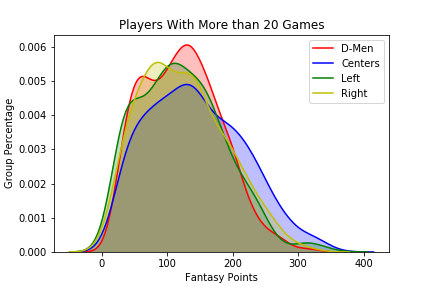 Players With More than 20 Games
D-Men
Centers
Left
Right
Group Percentage
0.006
0.005
0.004
0.003
0.002
0.001
0.000
0
100
200
300
400
Fantasy Points